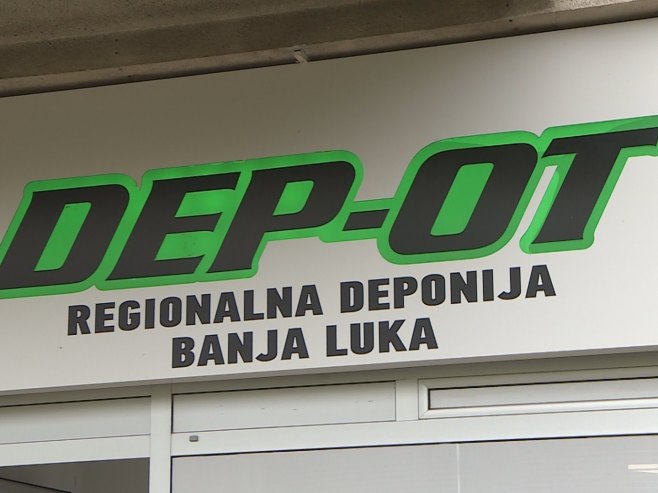 DEP-OT
REGIONALNA DEPONIJA
BANJA LUKA